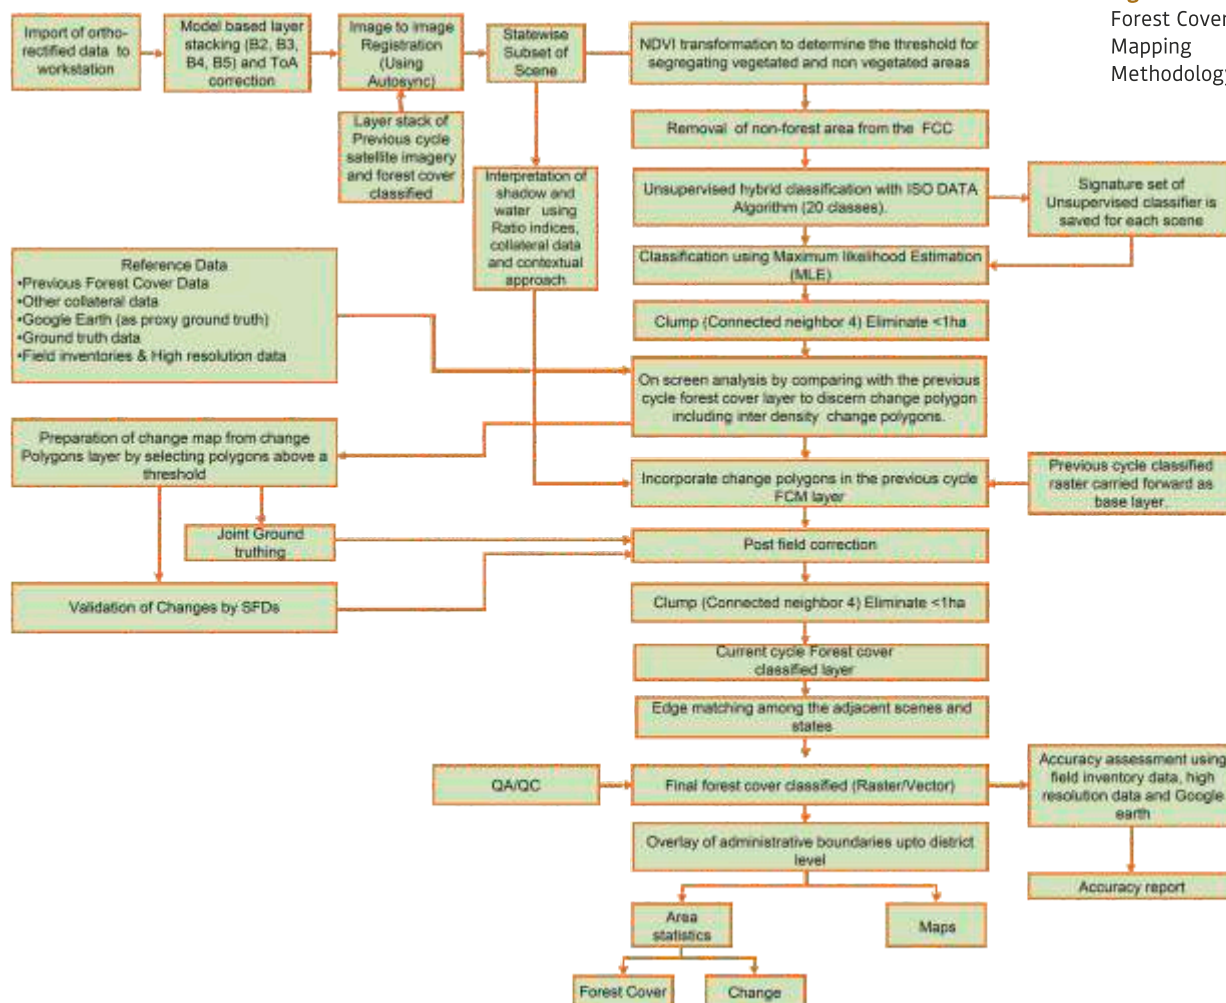 Import of ortho-
rectified data to
workstation
Model based layer
stacking (B2, B3,
B4, B5) and ToA
correction
Image to image
Registration
(Using
Autosync)
Statewise
Subset of
Scene
NDVI transformation to determine the threshold for
segregating vegetated and non vegetated areas
Forest Cover
Mapping
Methodology
Layer stack of
Previous cycle
satellite imagery
and forest cover
classified
Removal of non-forest area from the FCC
Interpretation of
shadow and
water using
Ratio indices,
collateral data
and contextual
approach
Unsupervised hybrid classification with ISO DATA
Algorithm (20 classes).
Signature set of
Unsupervised classifier is
saved for each scene
Classification using Maximum likelihood Estimation
(MLE)
Reference Data
•Previous Forest Cover Data
•Other collateral data
•Google Earth (as proxy ground truth)
•Ground truth data
•Field inventories & High resolution data
Clump (Connected neighbor 4) Eliminate <1ha
On screen analysis by comparing with the previous
cycle forest cover layer to discern change polygon
including inter density change polygons.
Preparation of change map from change
Polygons layer by selecting polygons above a
threshold
Incorporate change polygons in the previous cycle
FCM layer
Previous cycle classified
raster carried forward as
base layer.
Joint Ground
truthing
Post field correction
Validation of Changes by SFDs
Clump (Connected neighbor 4) Eliminate <1ha
Current cycle Forest cover
classified layer
Edge matching among the adjacent scenes and
states
QA/QC
Final forest cover classified (Raster/Vector)
Accuracy assessment using
field inventory data, high
resolution data and Google
earth
Overlay of administrative boundaries upto district
level
Accuracy report
Area
statistics
Maps
Forest Cover
Change